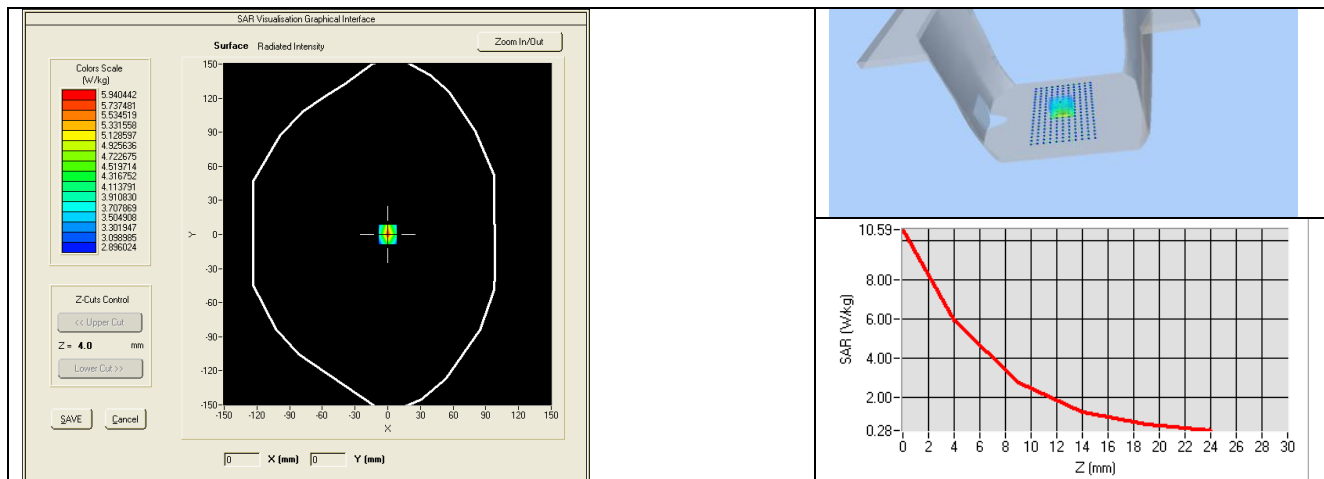 SAR Visualisation Graphical Interface
Surface Radiated Intensity
Zoom In/Out
Colors Scale
(W/kg)
5.940442
5.737481
5.534519
5.331558
5.128597
4.925636
4.722675
4.519714
4.316752
4.113791
3.910830
3.707869
3.504908
3.301947
3.098985
2.896024
Z-Cuts Control
<< Upper Cut
Z = 4.0 mm
Lower Cut >>
SAVE Cancel
150
120
90
60
30
0
-30
-60
-90
-120
-150
Y
-150 -120 -90 -60 -30 0 30 60 90 120 150
X
0 X (mm) 0 Y (mm)
10.59
8.00
6.00
4.00
2.00
0.28
SAR (W/kg)
0 2 4 6 8 10 12 14 16 18 20 22 24 26 28 30
Z (mm)